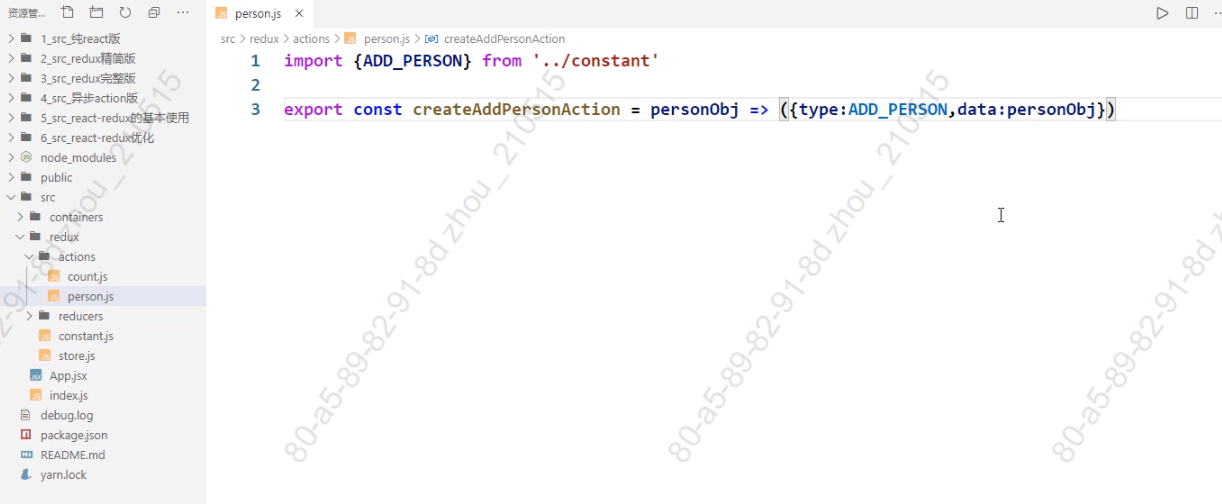 资源管...
person.js
src > redux > actions > person.js > createAddPersonAction
1_src_纯react版
2_src_redux精简版
3_src_redux完整版
4_src_异步action版
5_src_react-redux的基本使用
6_src_react-redux优化
node_modules
public
src
containers
redux
actions
count.js
person.js
reducers
constant.js
store.js
App.jsx
index.js
debug.log
package.json
README.md
yarn.lock
1 import {ADD_PERSON} from '../constant'
2
3 export const createAddPersonAction = personObj => ({type:ADD_PERSON,data:personObj})
80-a5-89-82-91-8d zhou_ 210515
80-a5-89-82-91-8d zhou_ 210515
80-a5-89-82-91-8d zhou_ 210515